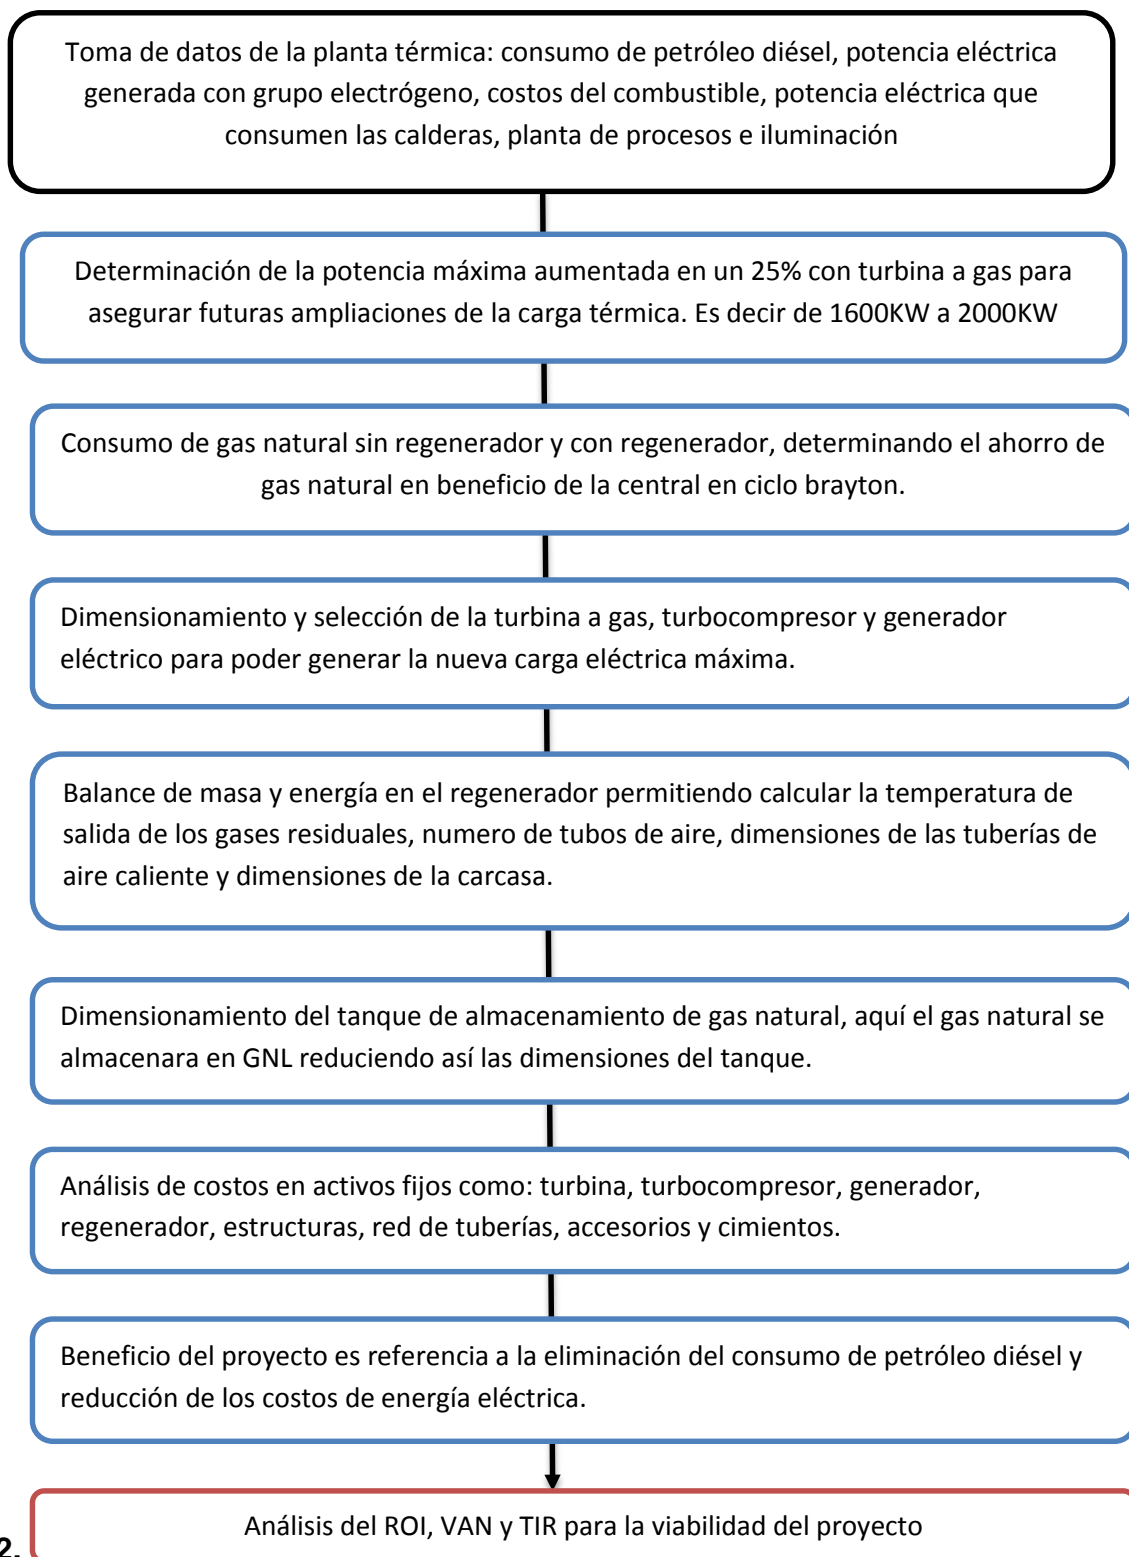 Toma de datos de la planta térmica: consumo de petróleo diésel, potencia eléctrica
generada con grupo electrógeno, costos del combustible, potencia eléctrica que
consumen las calderas, planta de procesos e iluminación
Determinación de la potencia máxima aumentada en un 25% con turbina a gas para
asegurar futuras ampliaciones de la carga térmica. Es decir de 1600KW a 2000KW
Consumo de gas natural sin regenerador y con regenerador, determinando el ahorro de
gas natural en beneficio de la central en ciclo brayton.
Dimensionamiento y selección de la turbina a gas, turbocompresor y generador
eléctrico para poder generar la nueva carga eléctrica máxima.
Balance de masa y energía en el regenerador permitiendo calcular la temperatura de
salida de los gases residuales, numero de tubos de aire, dimensiones de las tuberías de
aire caliente y dimensiones de la carcasa.
Dimensionamiento del tanque de almacenamiento de gas natural, aquí el gas natural se
almacenara en GNL reduciendo así las dimensiones del tanque.
Análisis de costos en activos fijos como: turbina, turbocompresor, generador,
regenerador, estructuras, red de tuberías, accesorios y cimientos.
Beneficio del proyecto es referencia a la eliminación del consumo de petróleo diésel y
reducción de los costos de energía eléctrica.
Análisis del ROI, VAN y TIR para la viabilidad del proyecto
2.